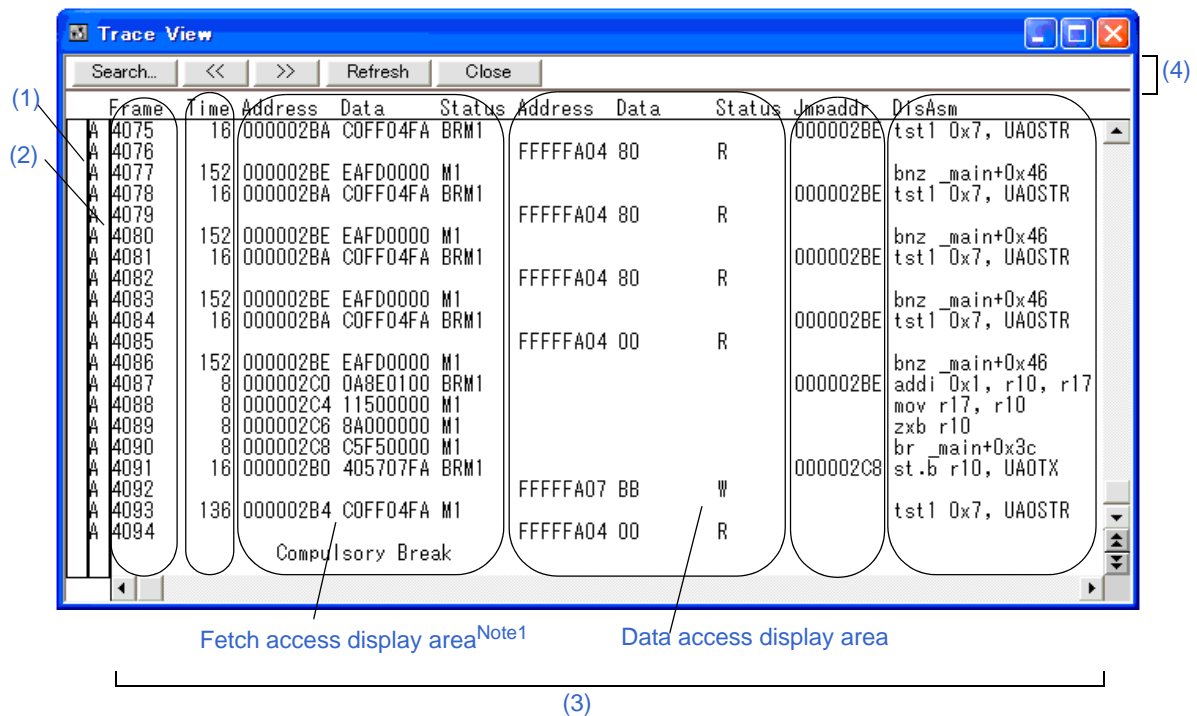 Trace View
Search... << >> Refresh Close
(4)
(1)
(2)
Frame Time Address Data Status Address Data Status Jmpaddr DisAsm
A 4075 16 000002BA C0FF04FA BRM1 000002BE tst1 0x7, UA0STR
A 4076 FFFFFA04 80 R
A 4077 152 000002BE EAFD0000 M1 bnz _main+0x46
A 4078 16 000002BA C0FF04FA BRM1 000002BE tst1 0x7, UA0STR
A 4079 FFFFFA04 80 R
A 4080 152 000002BE EAFD0000 M1 bnz _main+0x46
A 4081 16 000002BA C0FF04FA BRM1 000002BE tst1 0x7, UA0STR
A 4082 FFFFFA04 80 R
A 4083 152 000002BE EAFD0000 M1 bnz _main+0x46
A 4084 16 000002BA C0FF04FA BRM1 000002BE tst1 0x7, UA0STR
A 4085 FFFFFA04 00 R
A 4086 152 000002BE EAFD0000 M1 bnz _main+0x46
A 4087 8 000002C0 0A8E0100 BRM1 000002BE addi 0x1, r10, r17
A 4088 8 000002C4 11500000 M1 mov r17, r10
A 4089 8 000002C6 8A000000 M1 zxb r10
A 4090 8 000002C8 C5F50000 M1 br _main+0x3c
A 4091 16 000002B0 405707FA BRM1 000002C8 st.b r10, UA0TX
A 4092 FFFFFA07 BB W
A 4093 136 000002B4 C0FF04FA M1 tst1 0x7, UA0STR
A 4094 FFFFFA04 00 R
Compulsory Break
Fetch access display area Note1
Data access display area
(3)